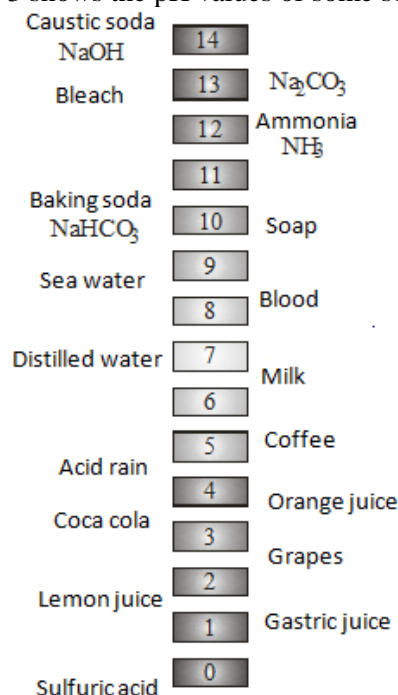 Caustic soda
NaOH
14
Bleach
13
Na₂CO₃
12
Ammonia
NH₃
11
Baking soda
NaHCO₃
10
Soap
Sea water
9
8
Blood
Distilled water
7
Milk
6
5
Coffee
Acid rain
4
Orange juice
Coca cola
3
Grapes
2
Lemon juice
1
Gastric juice
0
Sulfuric acid